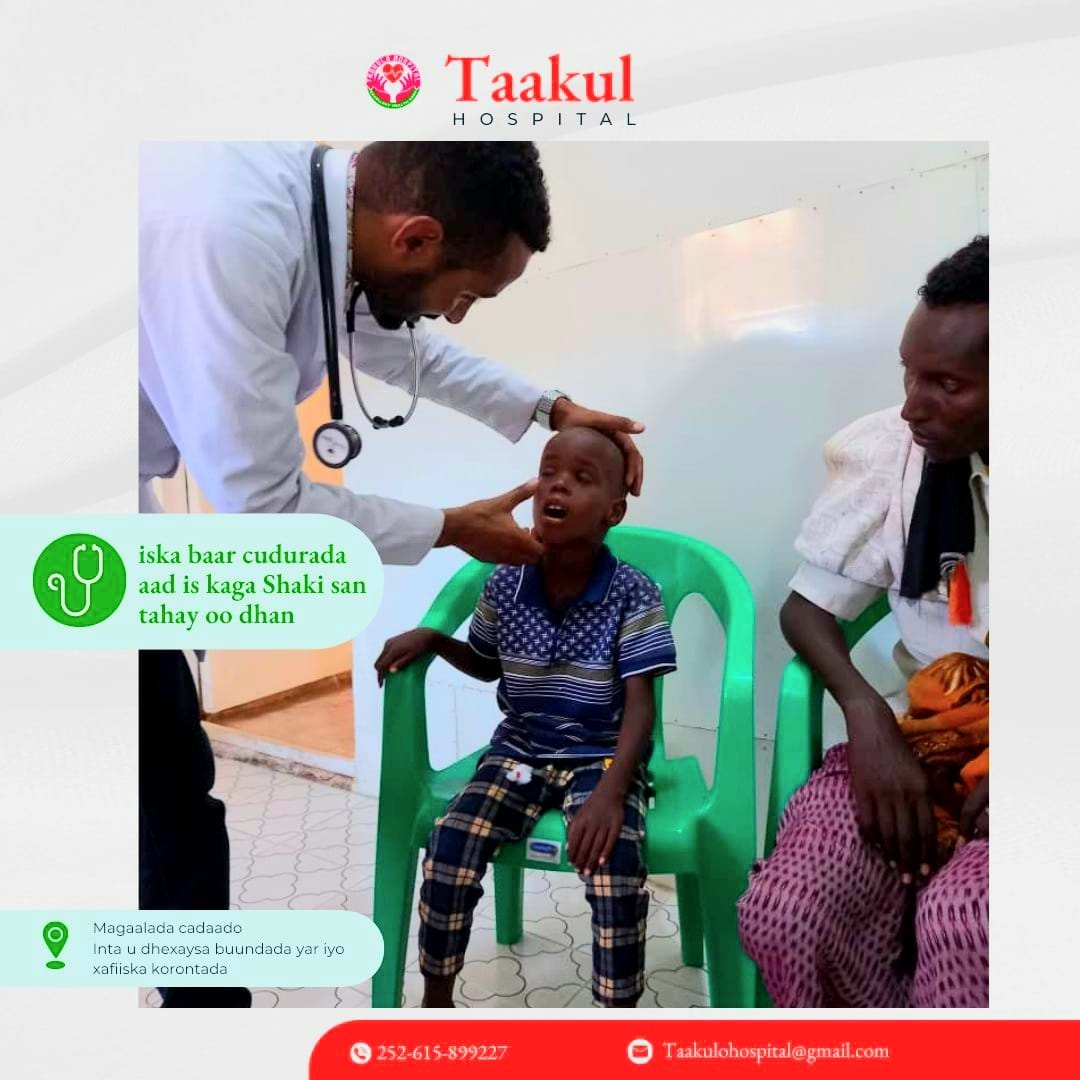 Taakul
HOSPITAL
iska baar cudurada
aad is kaga Shaki san
tahay oo dhan
Magaalada cadaado
Inta u dhexaysa buundada yar iyo
xafiiska korontada
252-615-899227
Taakulohospital@gmail.com